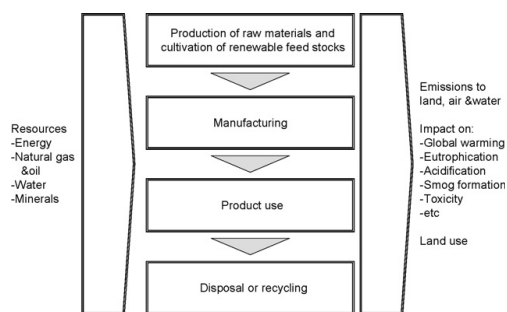 Production of raw materials and
cultivation of renewable feed stocks
Manufacturing
Product use
Disposal or recycling
Resources
-Energy
-Natural gas
&oil
-Water
-Minerals
Emissions to
land, air &water
Impact on:
-Global warming
-Eutrophication
-Acidification
-Smog formation
-Toxicity
-etc
Land use